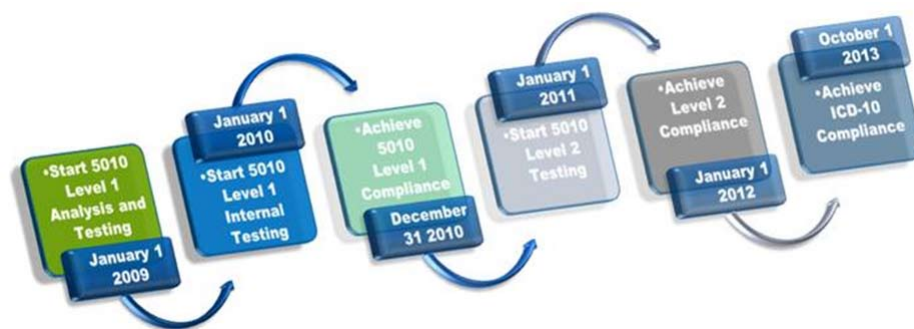 •Start 5010
Level 1
Analysis and
Testing
January 1
2009
January 1
2010
•Start 5010
Level 1
Internal
Testing
•Achieve
5010
Level 1
Compliance
December
31 2010
January 1
2011
•Start 5010
Level 2
Testing
•Achieve
Level 2
Compliance
January 1
2012
October 1
2013
•Achieve
ICD-10
Compliance